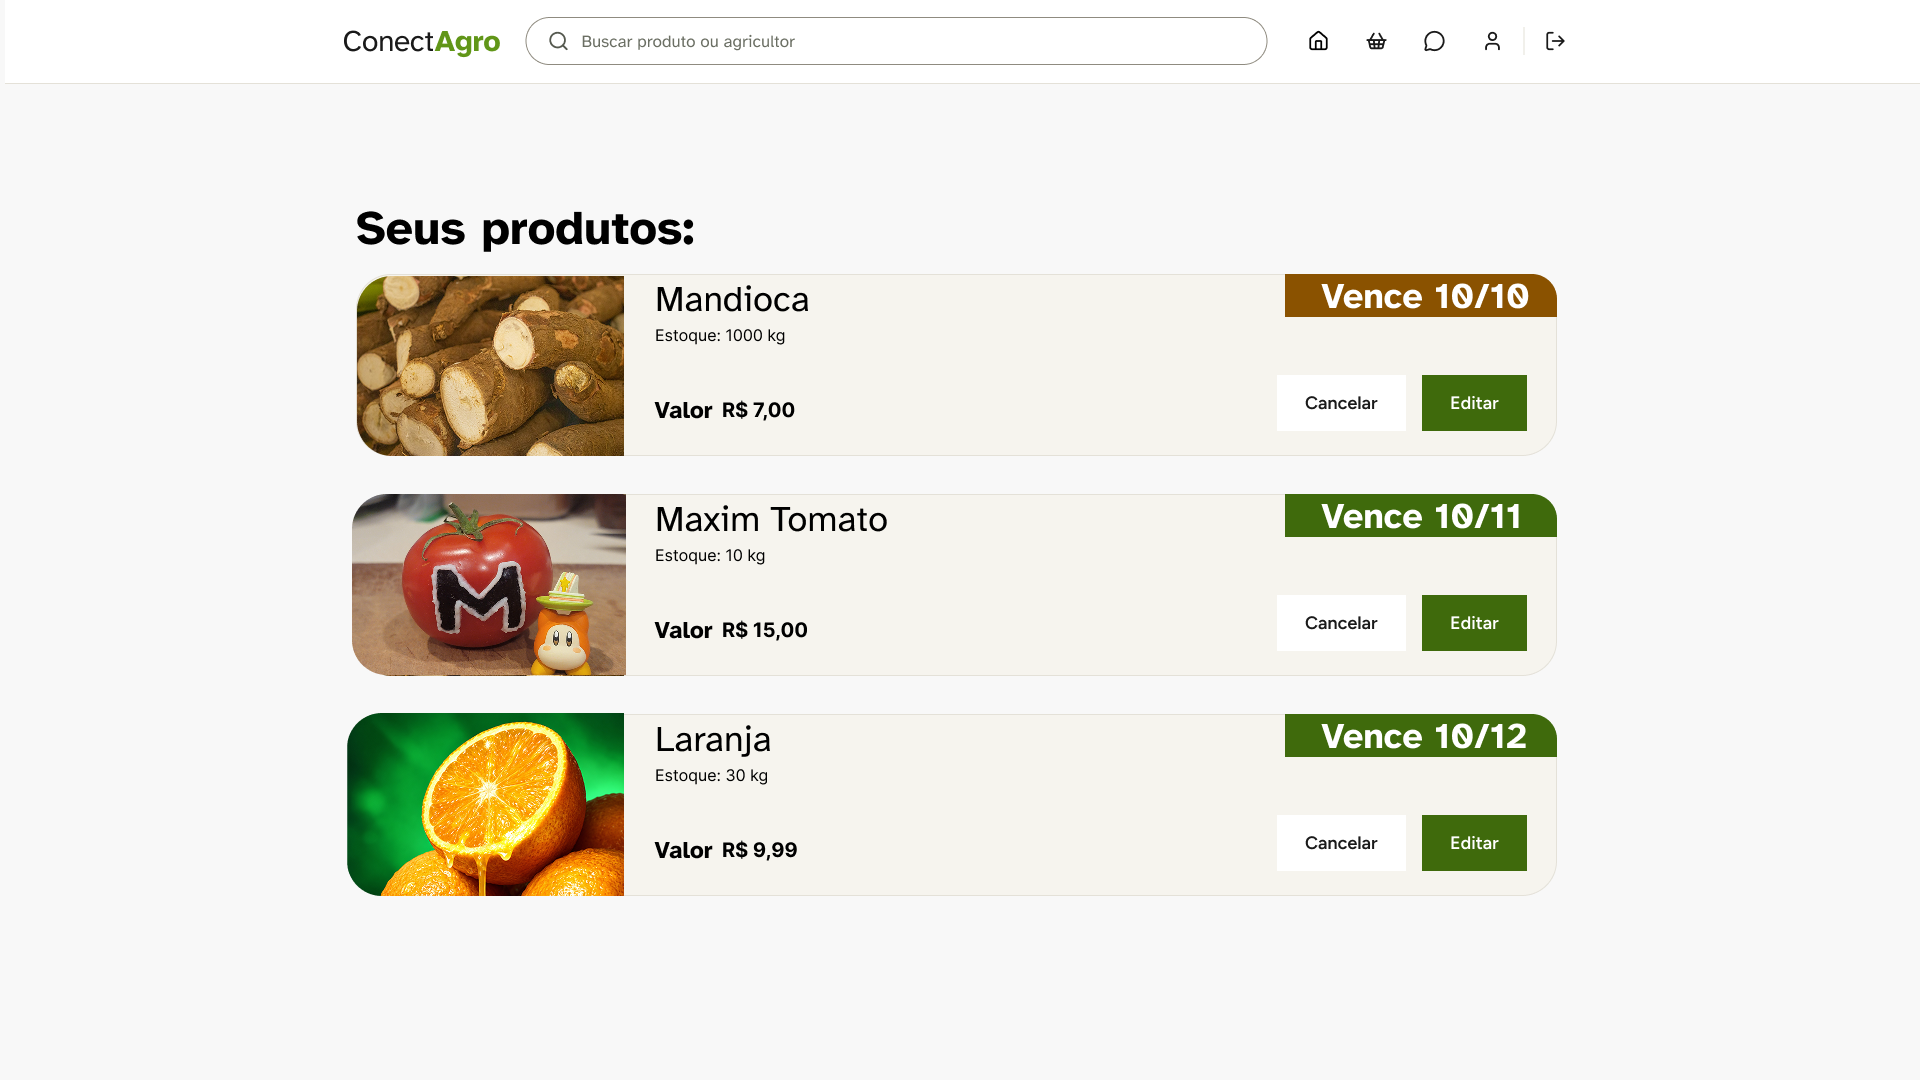 ConectAgro
Buscar produto ou agricultor
Seus produtos:
Mandioca
Vence 10/10
Estoque: 1000 kg
Valor R$ 7,00
Cancelar
Editar
Maxim Tomato
Vence 10/11
Estoque: 10 kg
M
Valor R$ 15,00
Cancelar
Editar
Laranja
Vence 10/12
Estoque: 30 kg
Valor R$ 9,99
Cancelar
Editar